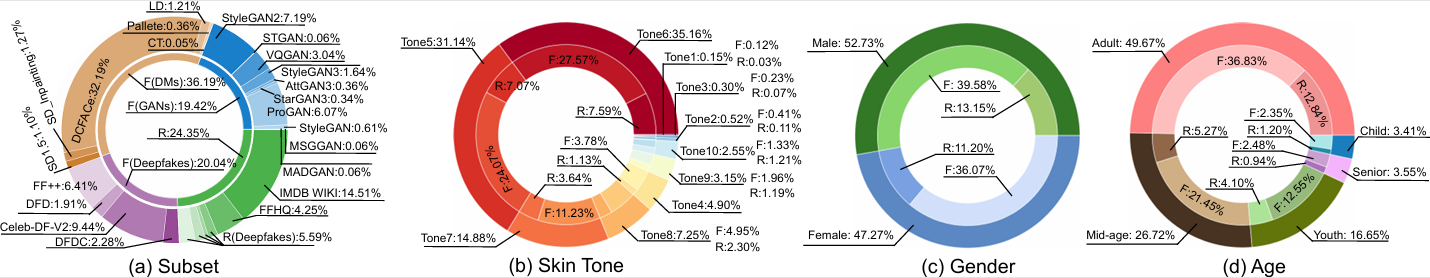 LD:1.21%
Pallete:0.36%
CT:0.05%
SD_Inpainting:1.27%
SD1.5:1.10%
DCFACe:32.19%
StyleGAN2:7.19%
STGAN:0.06%
VQGAN:3.04%
StyleGAN3:1.64%
AttGAN3:0.36%
StarGAN3:0.34%
ProGAN:6.07%
StyleGAN:0.61%
MSGGAN:0.06%
MADGAN:0.06%
IMDB WIKI:14.51%
FFHQ:4.25%
R(Deepfakes):5.59%
F(DMs):36.19%
F(GANs):19.42%
R:24.35%
F(Deepfakes):20.04%
FF++:6.41%
DFD:1.91%
Celeb-DF-V2:9.44%
DFDC:2.28%
(a) Subset
Tone5:31.14%
Tone6:35.16%
F:27.57%
R:7.07%
R:7.59%
F:24.07%
Tone1:0.15%
F:0.12%
R:0.03%
Tone3:0.30%
F:0.23%
R:0.07%
Tone2:0.52%
F:0.41%
R:0.11%
Tone10:2.55%
F:1.33%
R:1.21%
Tone9:3.15%
F:1.96%
R:1.19%
Tone4:4.90%
F:3.78%
R:1.13%
R:3.64%
F:11.23%
Tone7:14.88%
Tone8:7.25%
F:4.95%
R:2.30%
(b) Skin Tone
Male: 52.73%
F: 39.58%
R:13.15%
R:11.20%
F:36.07%
Female: 47.27%
(c) Gender
Adult: 49.67%
F:36.83%
R:12.84%
F:2.35%
R:1.20%
F:2.48%
R:0.94%
R:5.27%
R:4.10%
F:21.45%
F:12.55%
Child: 3.41%
Senior: 3.55%
Mid-age: 26.72%
Youth: 16.65%
(d) Age